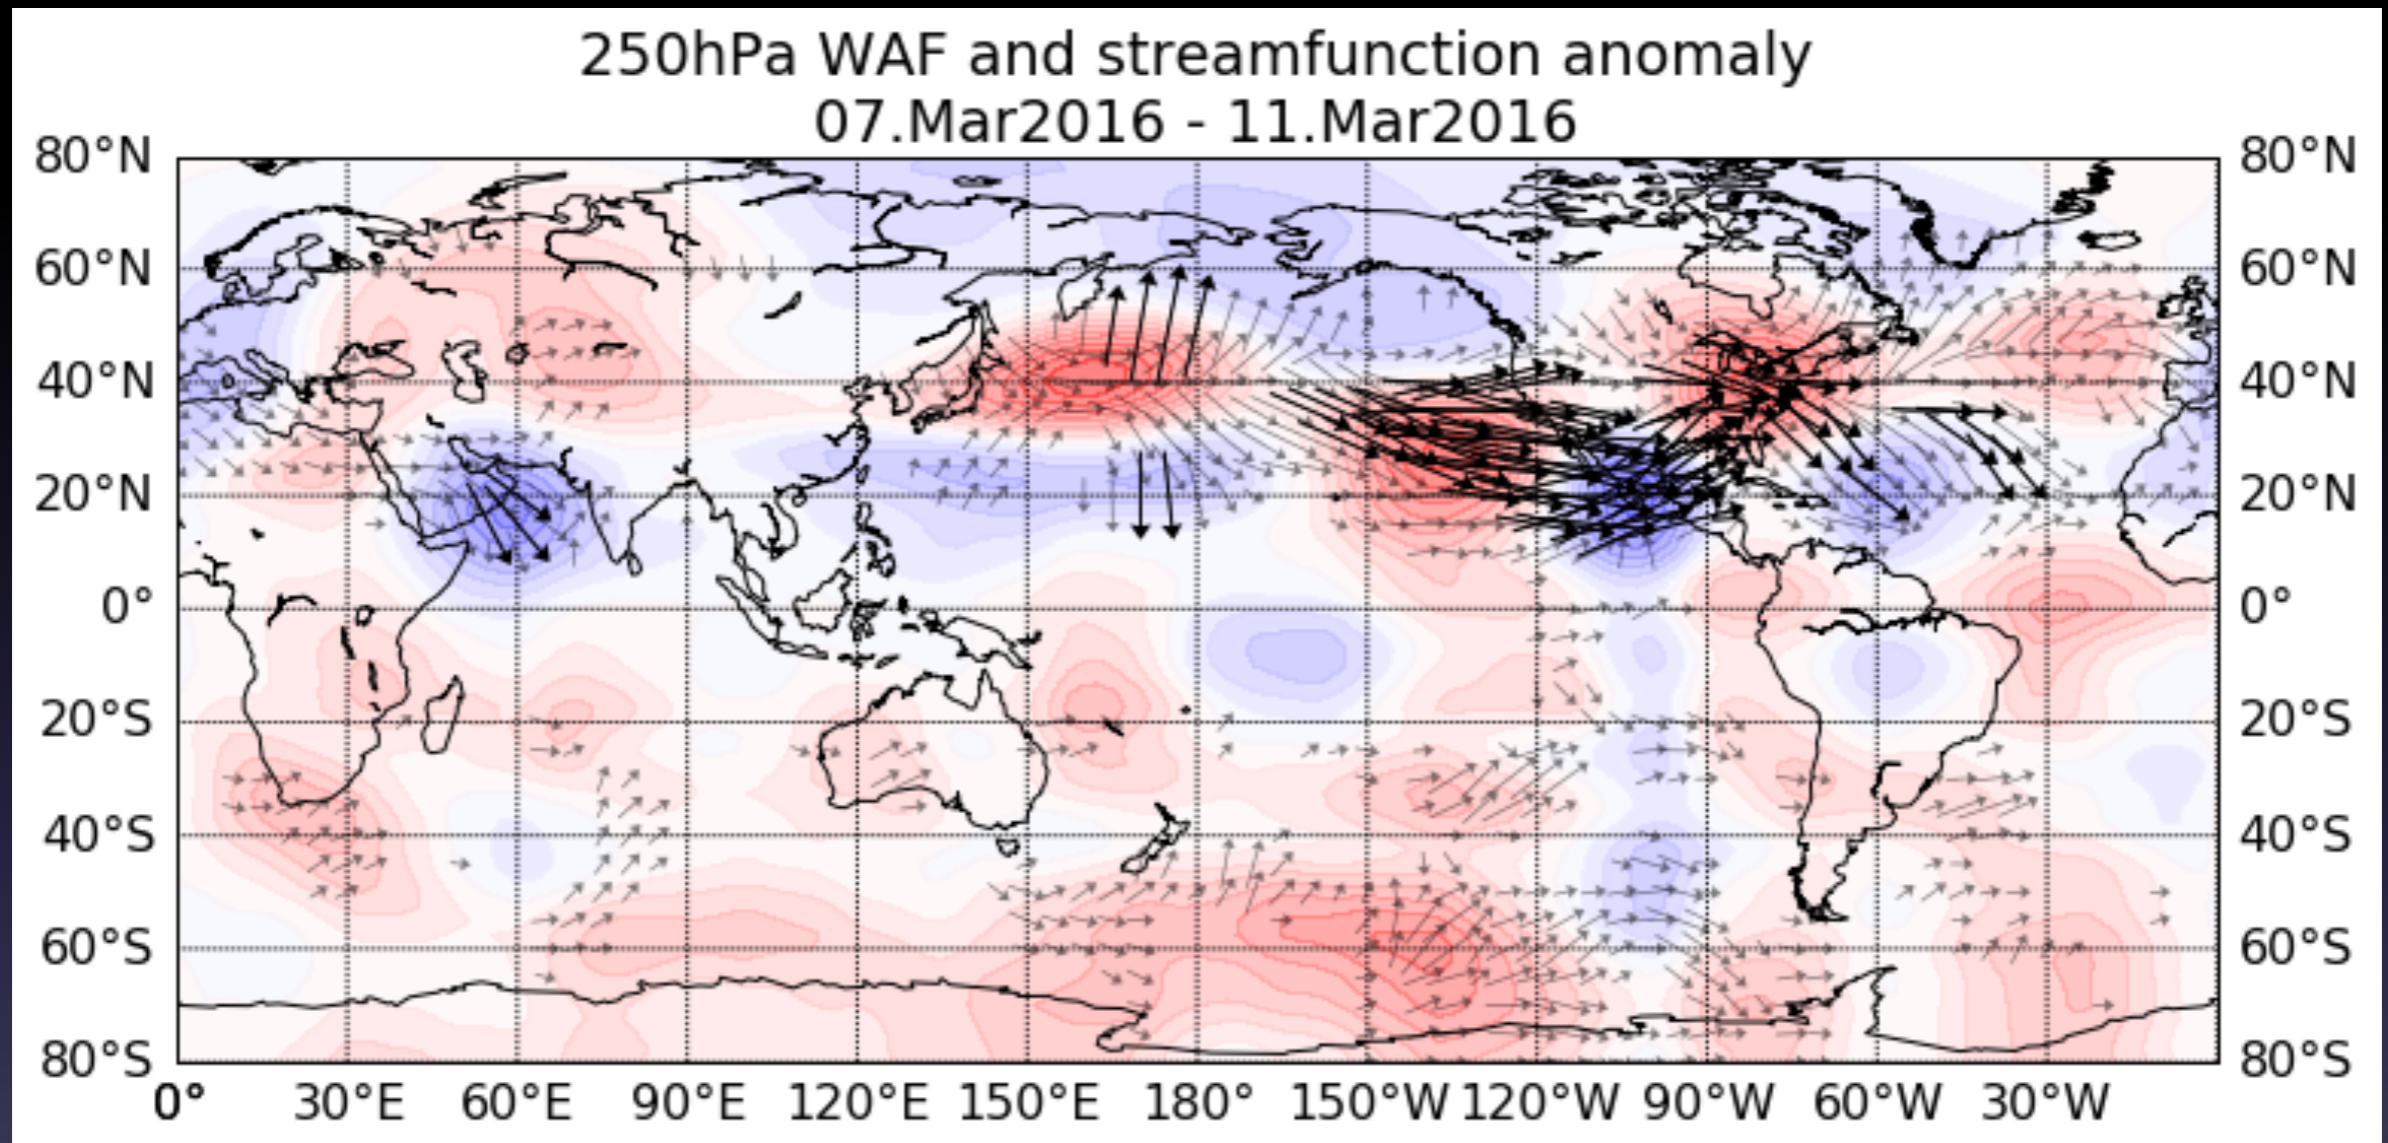 250hPa WAF and streamfunction anomaly
07.Mar2016 - 11.Mar2016
80°N 80°N
60°N 60°N
40°N 40°N
20°N 20°N
0° 0°
20°S 20°S
40°S 40°S
60°S 60°S
80°S 80°S
0° 30°E 60°E 90°E 120°E 150°E 180° 150°W 120°W 90°W 60°W 30°W